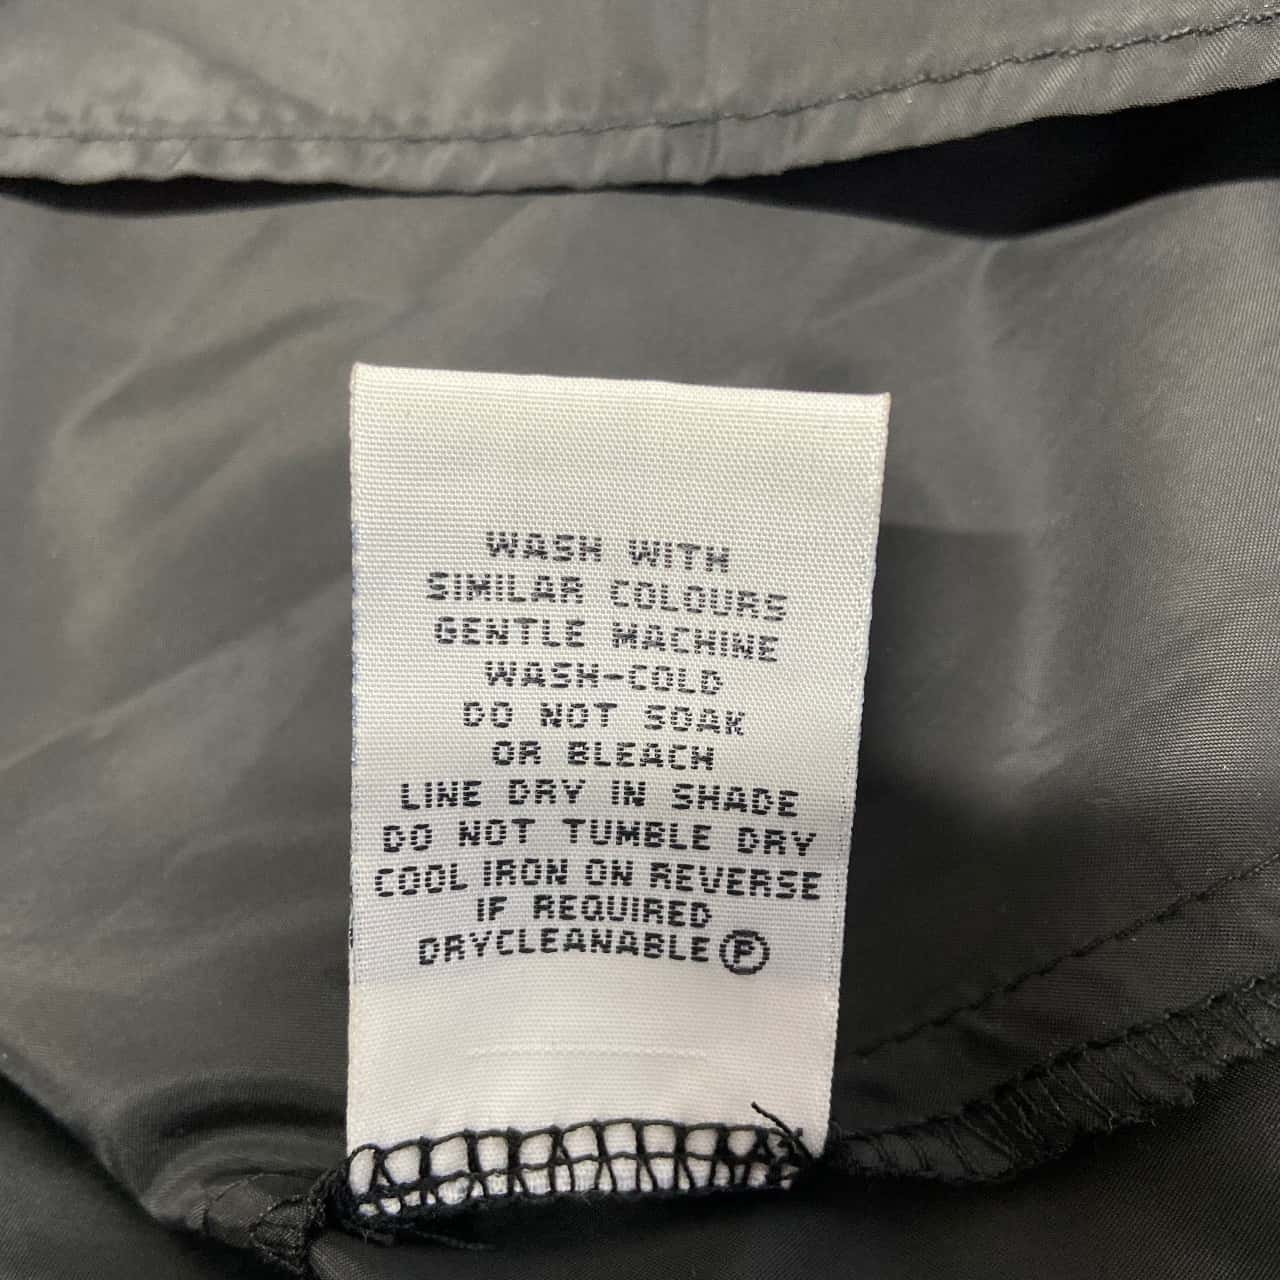 WASH WITH
SIMILAR COLOURS
GENTLE MACHINE
WASH-COLD
DO NOT SOAK
OR BLEACH
LINE DRY IN SHADE
DO NOT TUMBLE DRY
COOL IRON ON REVERSE
IF REQUIRED
DRYCLEANABLE Ⓟ